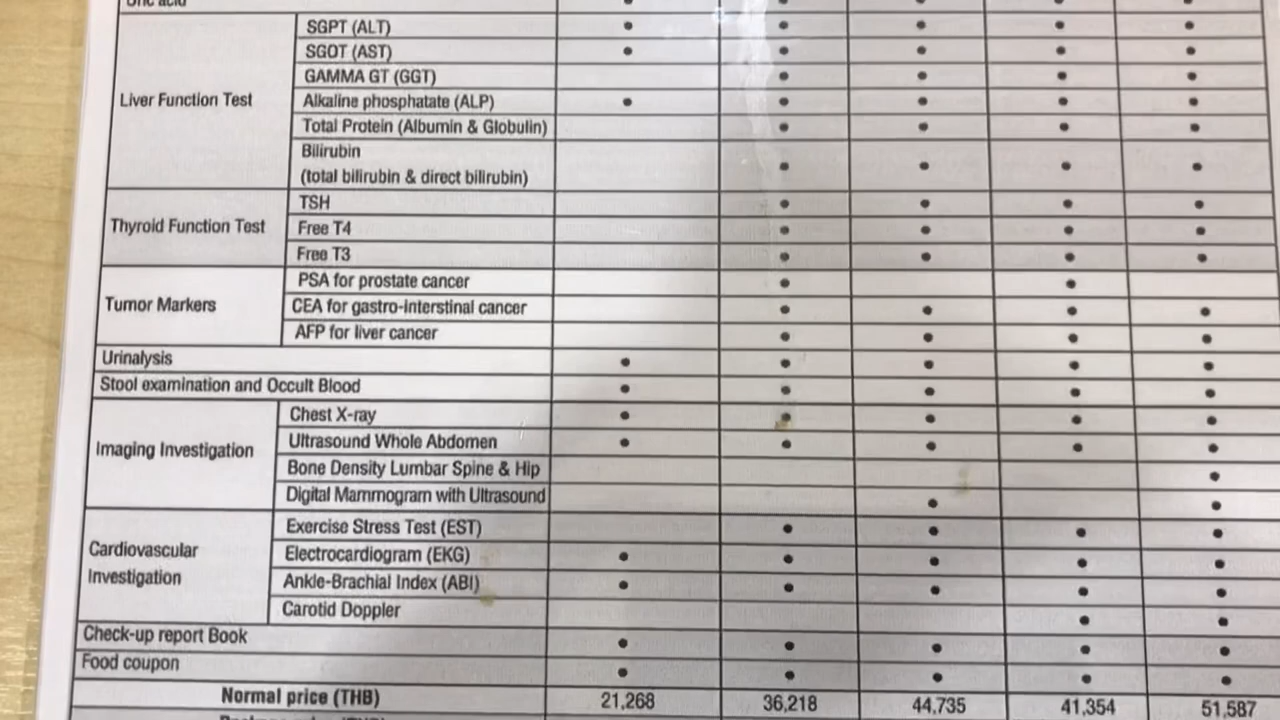 Uric acid
Liver Function Test
SGPT (ALT)
SGOT (AST)
GAMMA GT (GGT)
Alkaline phosphatate (ALP)
Total Protein (Albumin & Globulin)
Bilirubin
(total bilirubin & direct bilirubin)
Thyroid Function Test
TSH
Free T4
Free T3
Tumor Markers
PSA for prostate cancer
CEA for gastro-interstinal cancer
AFP for liver cancer
Urinalysis
Stool examination and Occult Blood
Imaging Investigation
Chest X-ray
Ultrasound Whole Abdomen
Bone Density Lumbar Spine & Hip
Digital Mammogram with Ultrasound
Cardiovascular
Investigation
Exercise Stress Test (EST)
Electrocardiogram (EKG)
Ankle-Brachial Index (ABI)
Carotid Doppler
Check-up report Book
Food coupon
Normal price (THB) 21,268 36,218 44,735 41,354 51,587